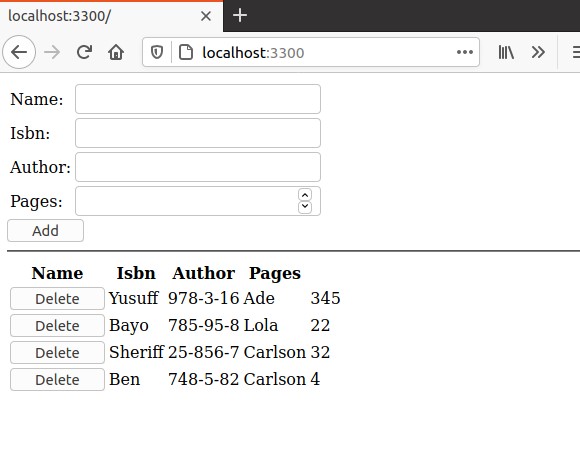 localhost:3300/
localhost:3300
Name:
Isbn:
Author:
Pages:
Add
Name Isbn Author Pages
Delete Yusuff 978-3-16 Ade 345
Delete Bayo 785-95-8 Lola 22
Delete Sheriff 25-856-7 Carlson 32
Delete Ben 748-5-82 Carlson 4